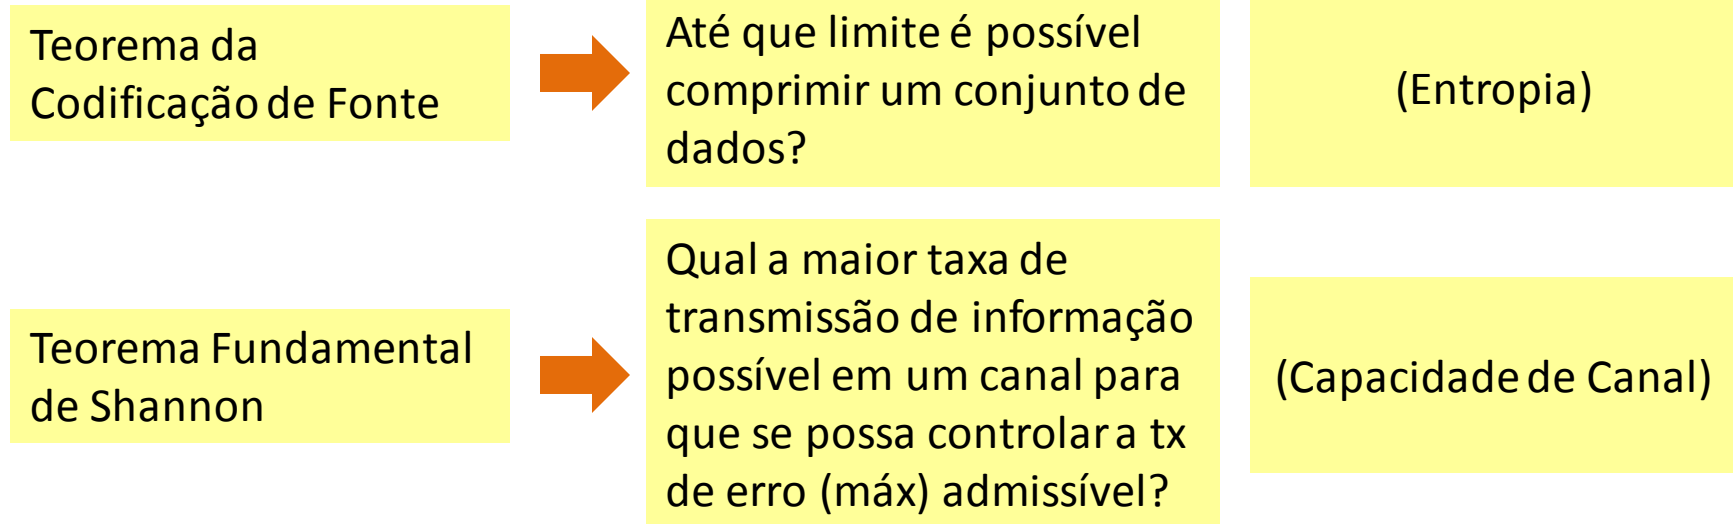 Teorema da
Codificação de Fonte
Até que limite é possível
comprimir um conjunto de
dados?
(Entropia)
Teorema Fundamental
de Shannon
Qual a maior taxa de
transmissão de informação
possível em um canal para
que se possa controlar a tx
de erro (máx) admissível?
(Capacidade de Canal)